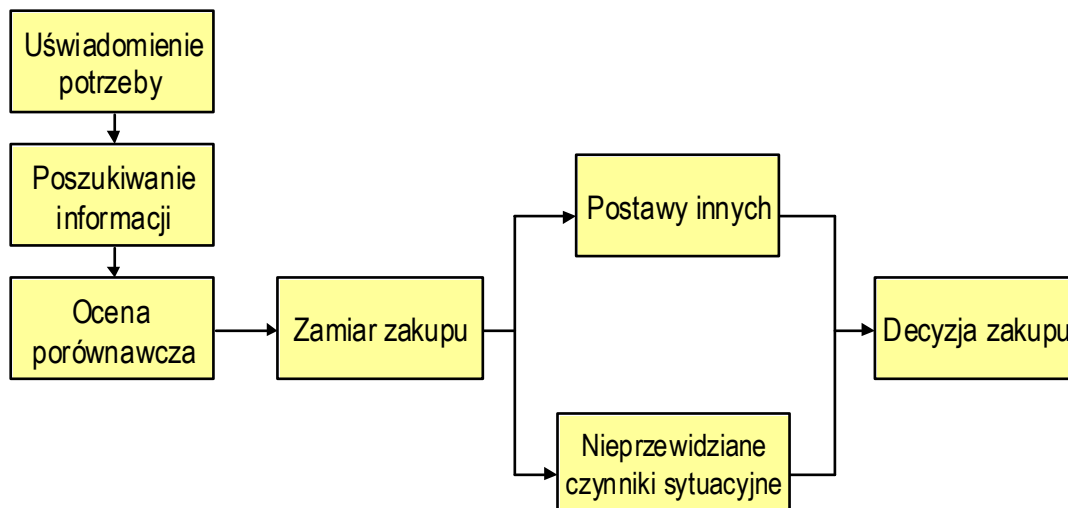 Uświadomienie
potrzeby
Poszukiwanie
informacji
Ocena
porównawcza
Zamiar zakupu
Postawy innych
Nieprzewidziane
czynniki sytuacyjne
Decyzja zakupu